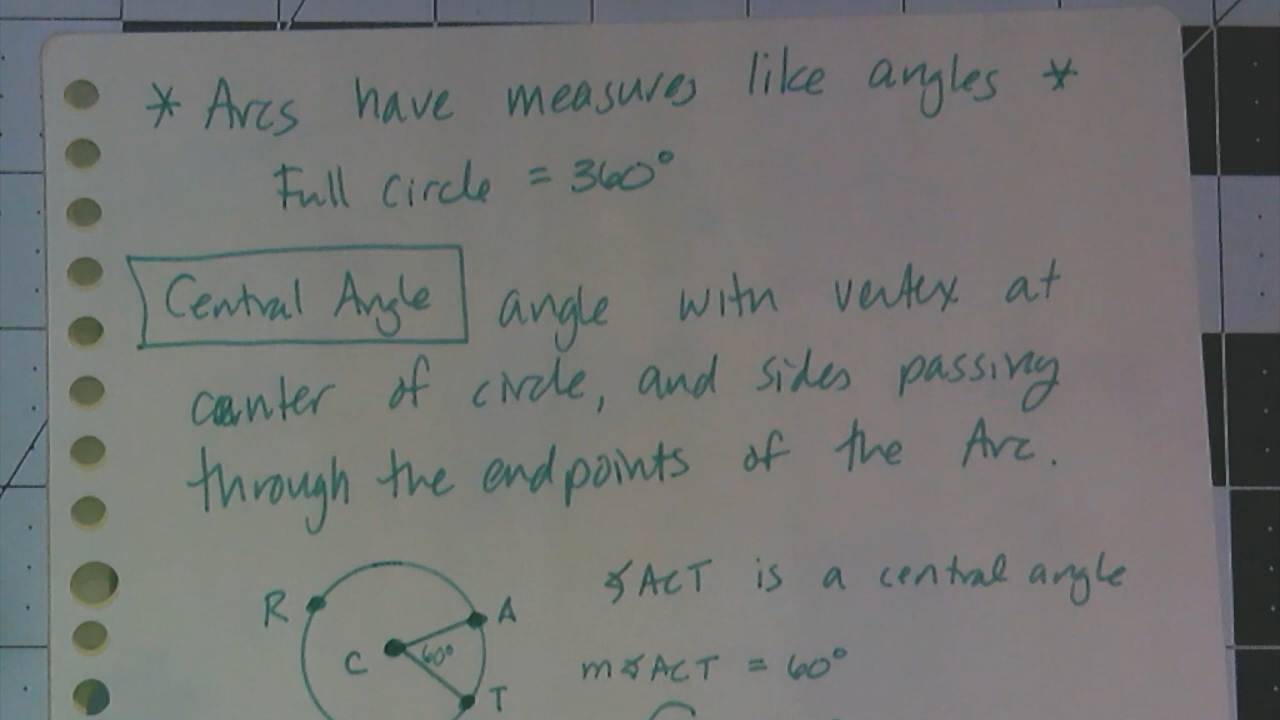 * Arcs have measures like angles *
Full circle = 360°
Central Angle angle with vertex at
center of circle, and sides passing
through the endpoints of the Arc.
R
A
C
60°
T
∡ACT is a central angle
m∡ACT = 60°